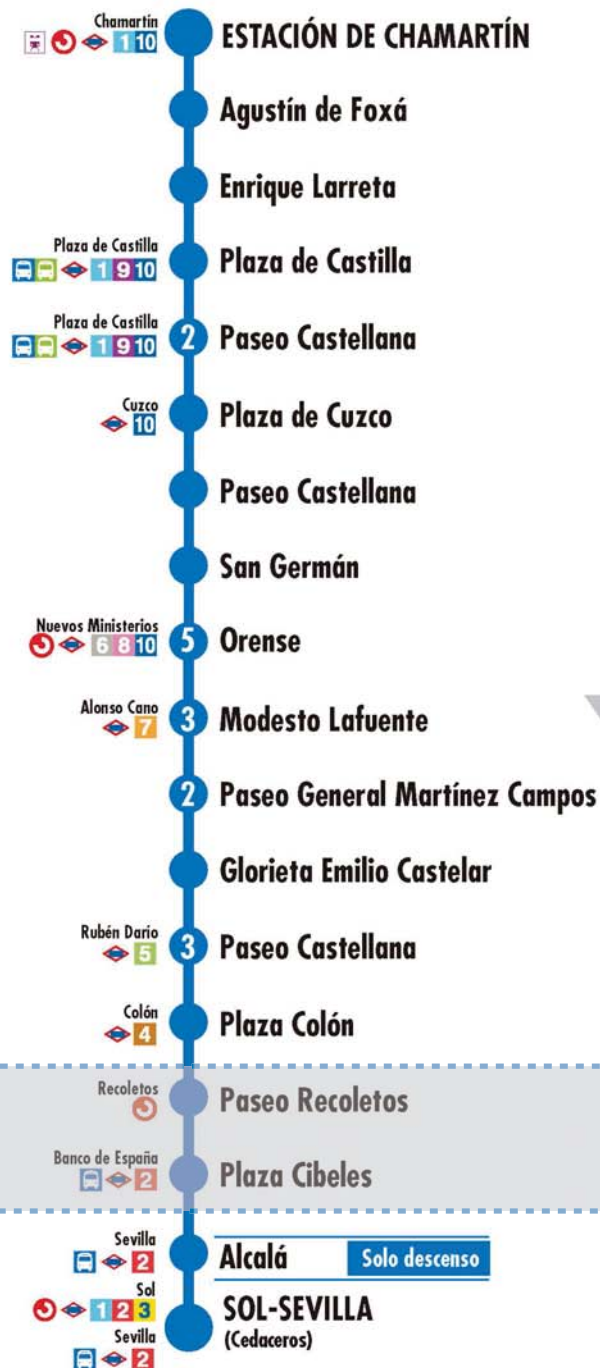 Chamartín
1 10
ESTACIÓN DE CHAMARTÍN
Agustín de Foxá
Enrique Larreta
Plaza de Castilla
1 9 10
Plaza de Castilla
Plaza de Castilla
1 9 10
2
Paseo Castellana
Cuzco
10
Plaza de Cuzco
Paseo Castellana
San Germán
Nuevos Ministerios
6 8 10
5
Orense
Alonso Cano
7
3
Modesto Lafuente
2
Paseo General Martínez Campos
Glorieta Emilio Castelar
Rubén Darío
5
3
Paseo Castellana
Colón
4
Plaza Colón
Recoletos
Paseo Recoletos
Banco de España
2
Plaza Cibeles
Sevilla
2
Alcalá
Solo descenso
Sol
1 2 3
SOL-SEVILLA
(Cedaceros)
Sevilla
2